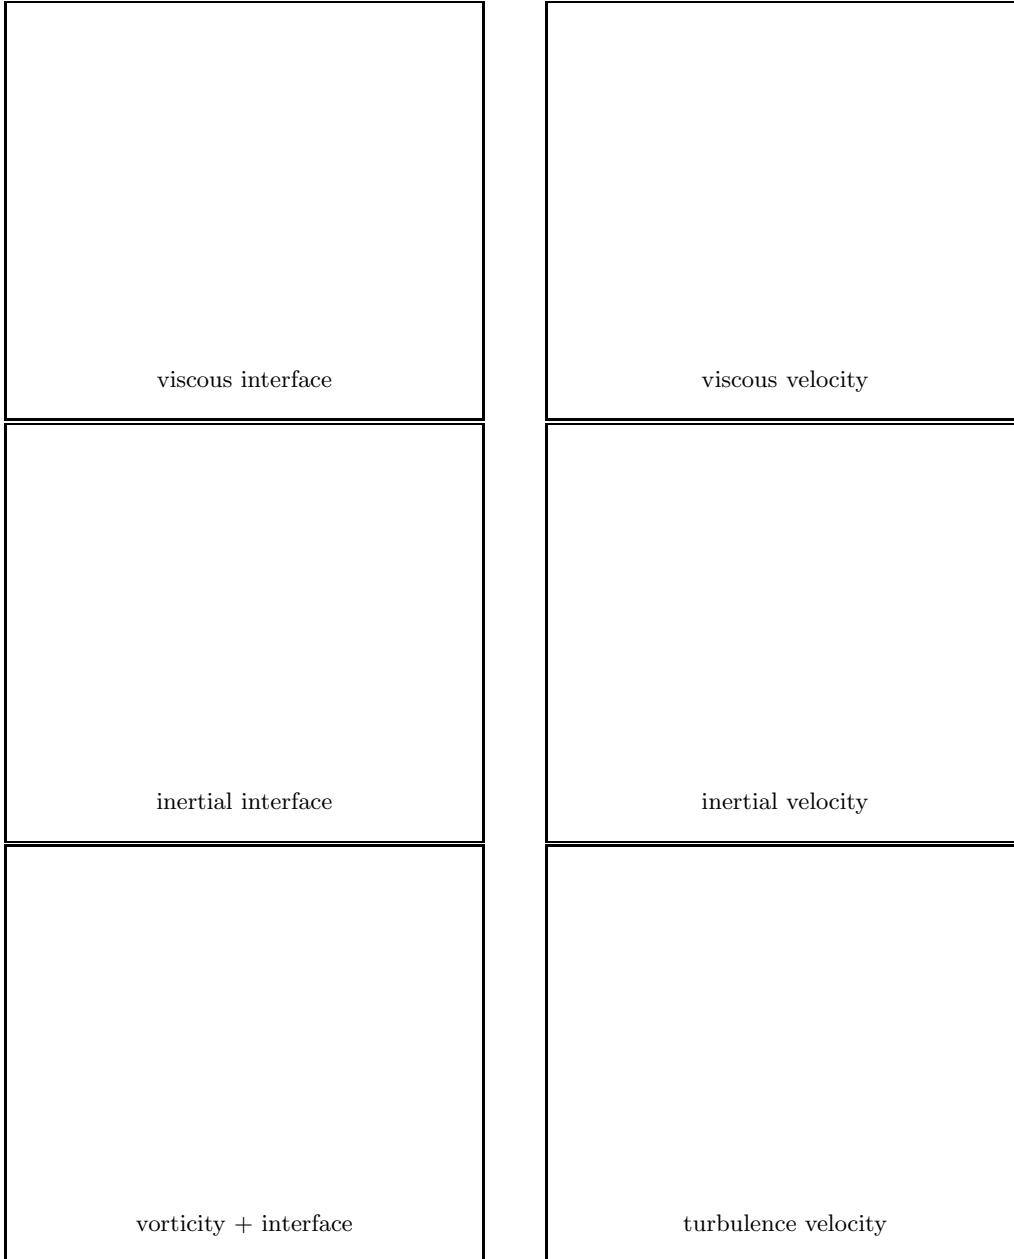 viscous interface
viscous velocity
inertial interface
inertial velocity
vorticity + interface
turbulence velocity